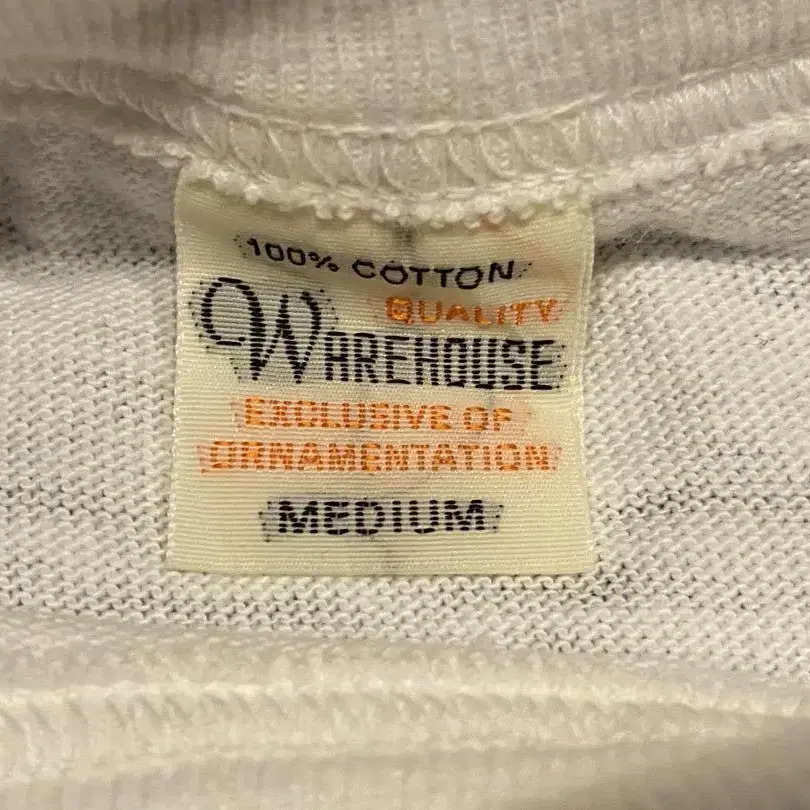 100% COTTON
QUALITY
WAREHOUSE
EXCLUSIVE OF
ORNAMENTATION
MEDIUM